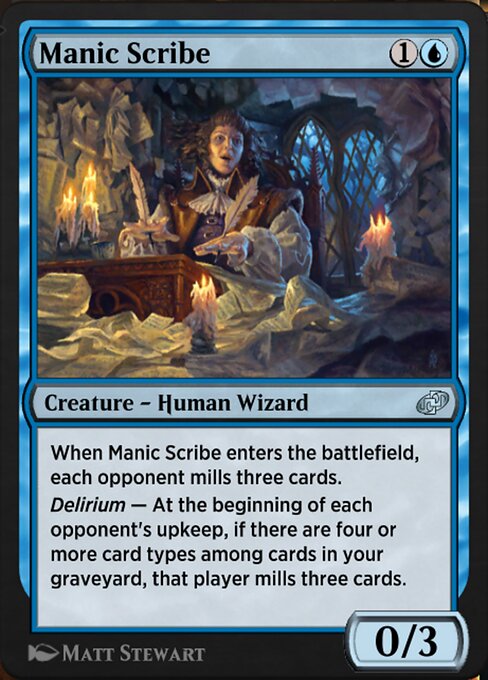 Manic Scribe 1
Creature – Human Wizard
When Manic Scribe enters the battlefield,
each opponent mills three cards.
Delirium — At the beginning of each
opponent's upkeep, if there are four or
more card types among cards in your
graveyard, that player mills three cards.
0/3
MATT STEWART